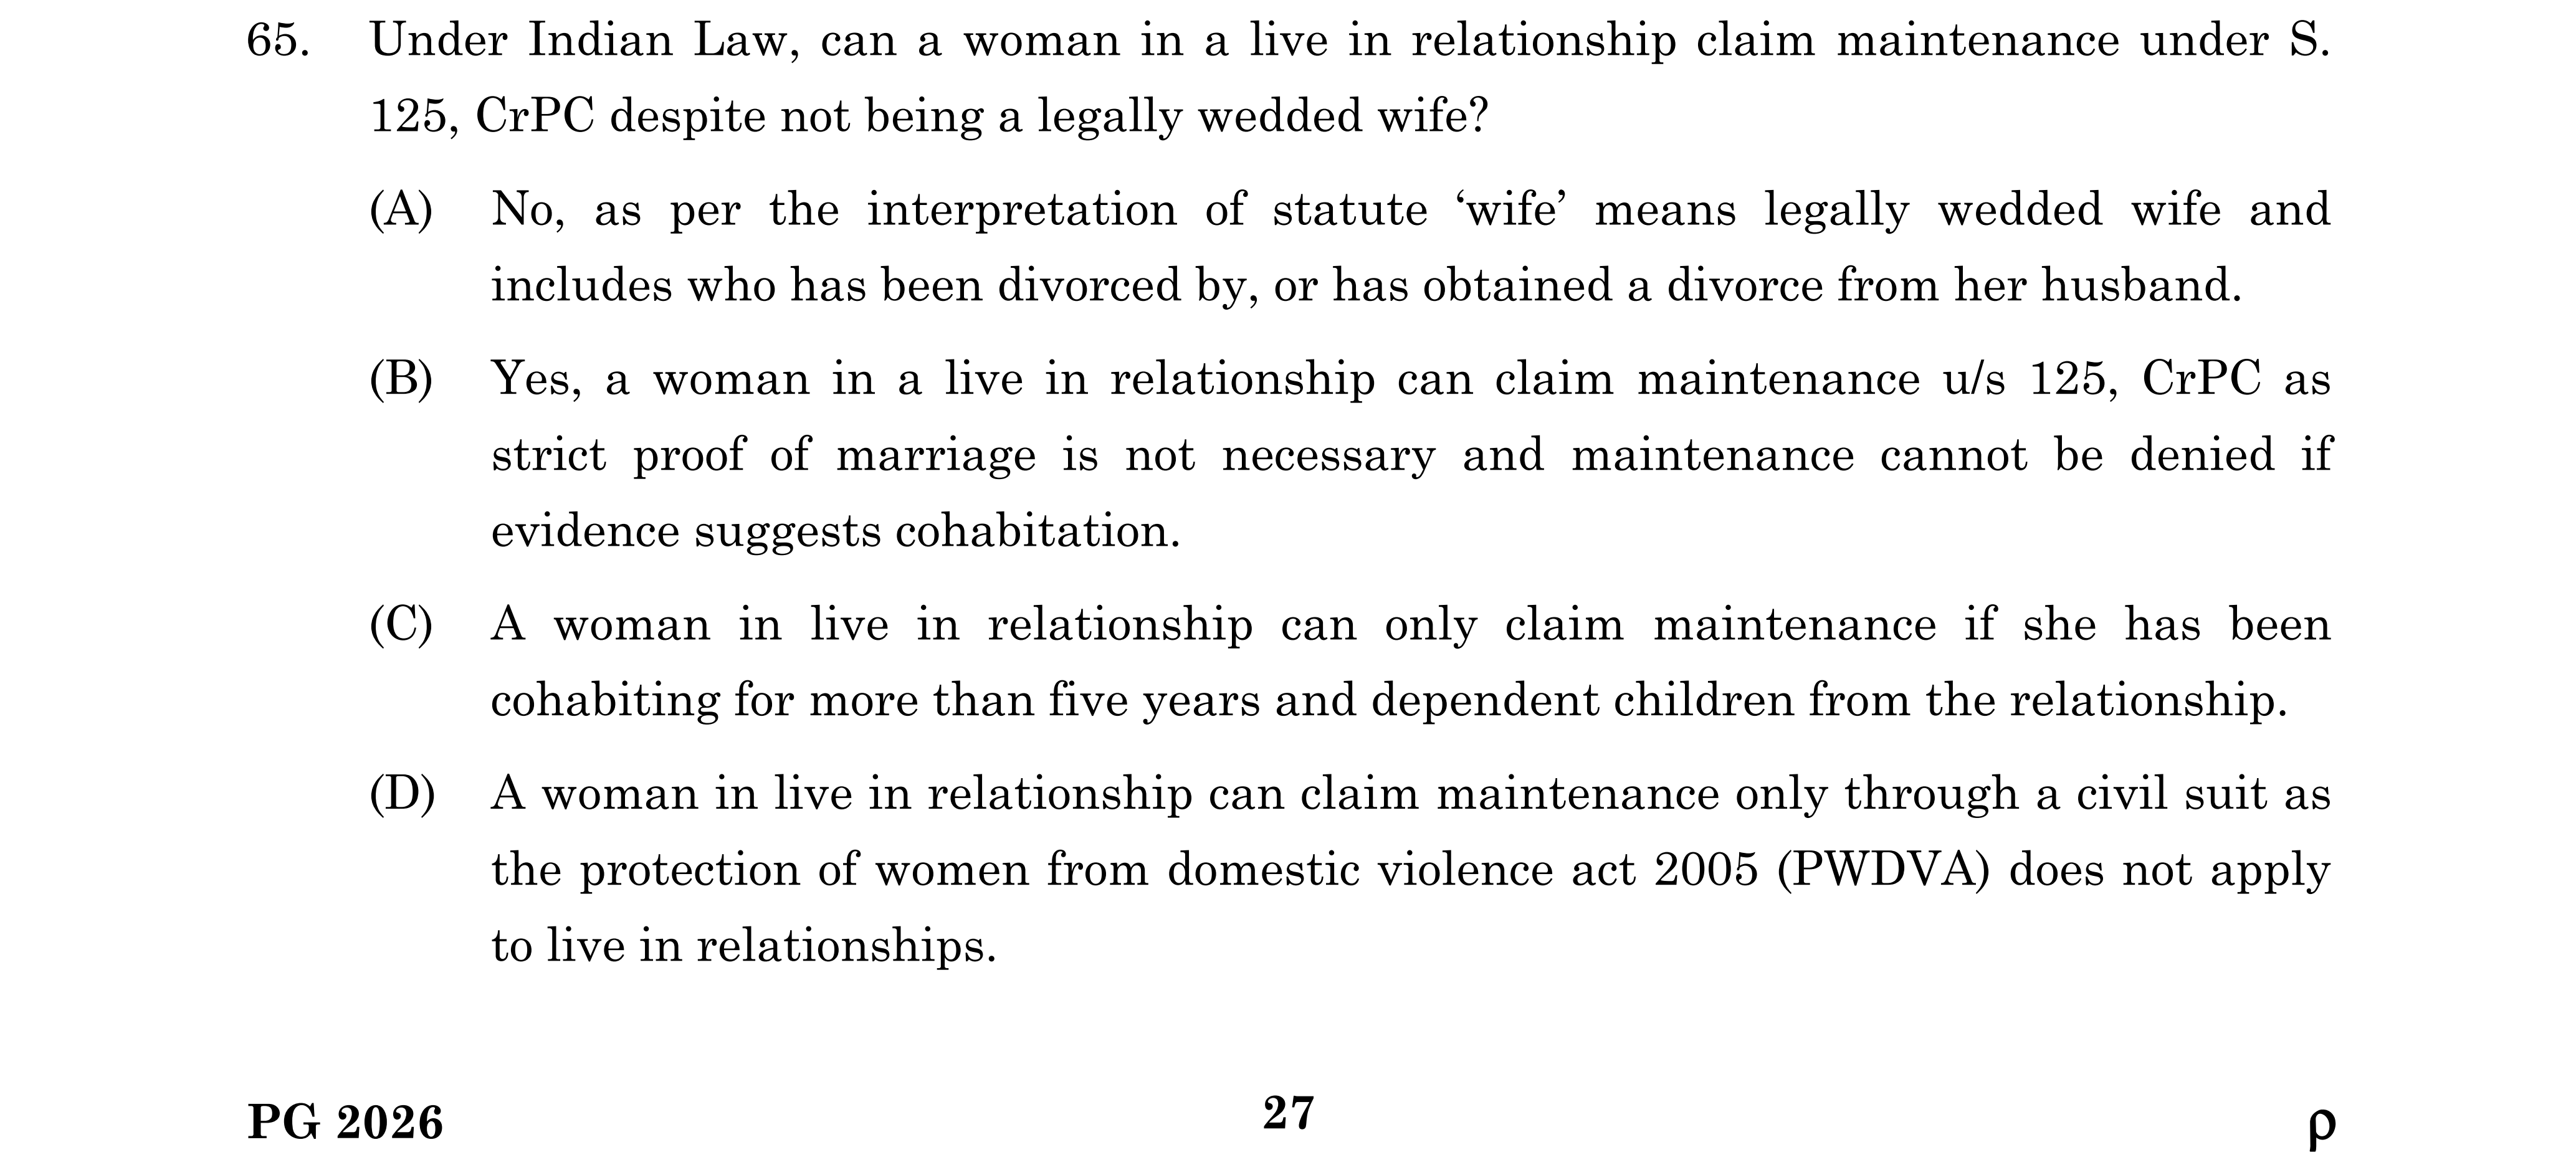 65. Under Indian Law, can a woman in a live in relationship claim maintenance under S.
125, CrPC despite not being a legally wedded wife?
(A) No, as per the interpretation of statute ‘wife’ means legally wedded wife and
includes who has been divorced by, or has obtained a divorce from her husband.
(B) Yes, a woman in a live in relationship can claim maintenance u/s 125, CrPC as
strict proof of marriage is not necessary and maintenance cannot be denied if
evidence suggests cohabitation.
(C) A woman in live in relationship can only claim maintenance if she has been
cohabiting for more than five years and dependent children from the relationship.
(D) A woman in live in relationship can claim maintenance only through a civil suit as
the protection of women from domestic violence act 2005 (PWDVA) does not apply
to live in relationships.
PG 2026 27 ρ